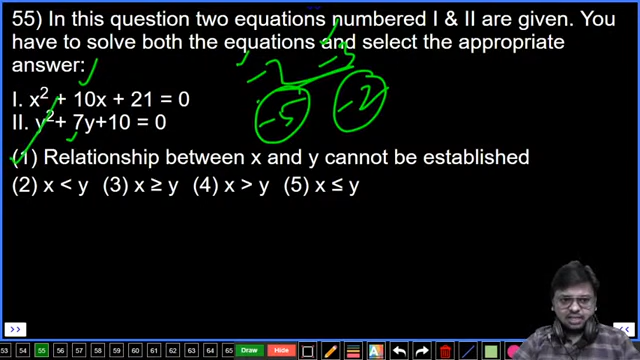 55) In this question two equations numbered I & II are given. You
have to solve both the equations and select the appropriate
answer:
-7 -3
I. x² + 10x + 21 = 0
-5 -2
II. y²+ 7y+10 = 0
(1) Relationship between x and y cannot be established
(2) x < y (3) x ≥ y (4) x > y (5) x ≤ y
>> 53 54 55 56 57 58 59 60 61 62 63 64 65 Draw Hide A <<